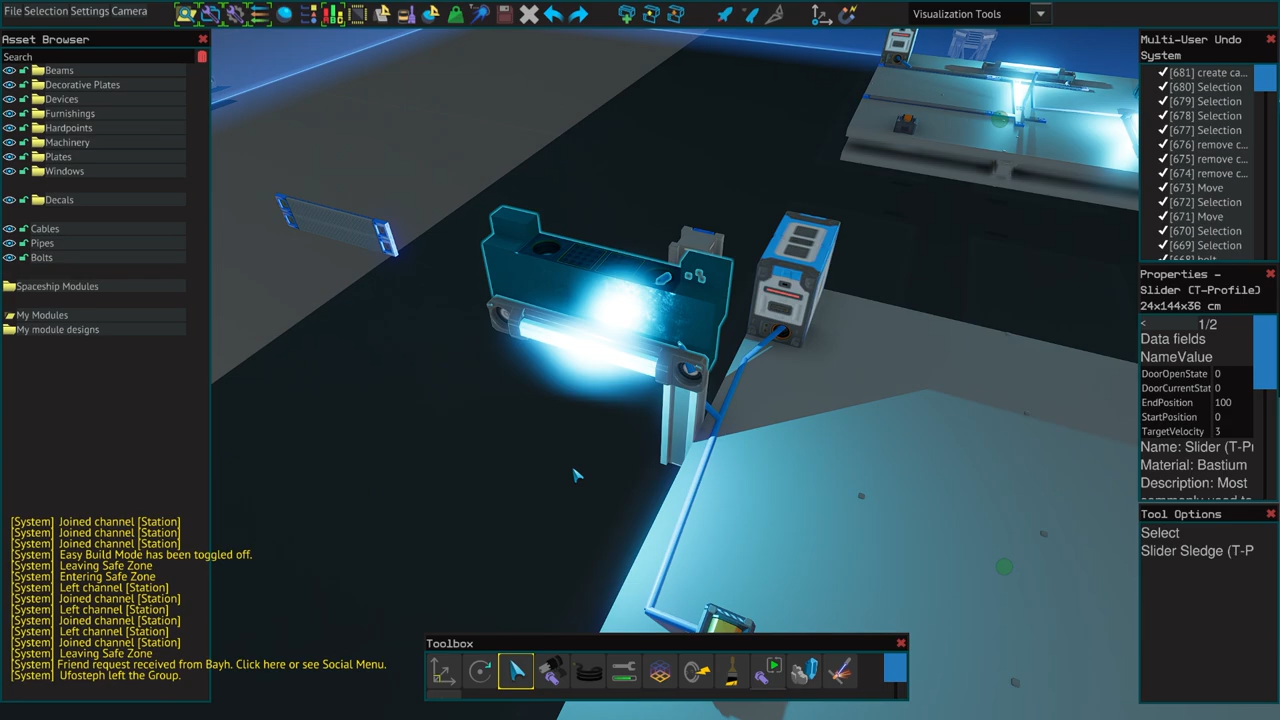 File Selection Settings Camera
Visualization Tools
Asset Browser
Search
Beams
Decorative Plates
Devices
Furnishings
Hardpoints
Machinery
Plates
Windows
Decals
Cables
Pipes
Bolts
Spaceship Modules
My Modules
My module designs
[System] Joined channel [Station]
[System] Joined channel [Station]
[System] Joined channel [Station]
[System] Easy Build Mode has been toggled off.
[System] Leaving Safe Zone
[System] Entering Safe Zone
[System] Left channel [Station]
[System] Joined channel [Station]
[System] Left channel [Station]
[System] Joined channel [Station]
[System] Left channel [Station]
[System] Joined channel [Station]
[System] Leaving Safe Zone
[System] Friend request received from Bayh. Click here or see Social Menu.
[System] Ufosteph left the Group.
Toolbox
Multi-User Undo
System
[681] create ca...
[680] Selection
[679] Selection
[678] Selection
[677] Selection
[676] remove c...
[675] remove c...
[674] remove c...
[673] Move
[672] Selection
[671] Move
[670] Selection
[669] Selection
[668] bolt
Properties -
Slider (T-Profile)
24x144x36 cm
< 1/2
Data fields
NameValue
DoorOpenState 0
DoorCurrentStat 0
EndPosition 100
StartPosition 0
TargetVelocity 3
Name: Slider (T-P
Material: Bastium
Description: Most
commonly used to
Tool Options
Select
Slider Sledge (T-P